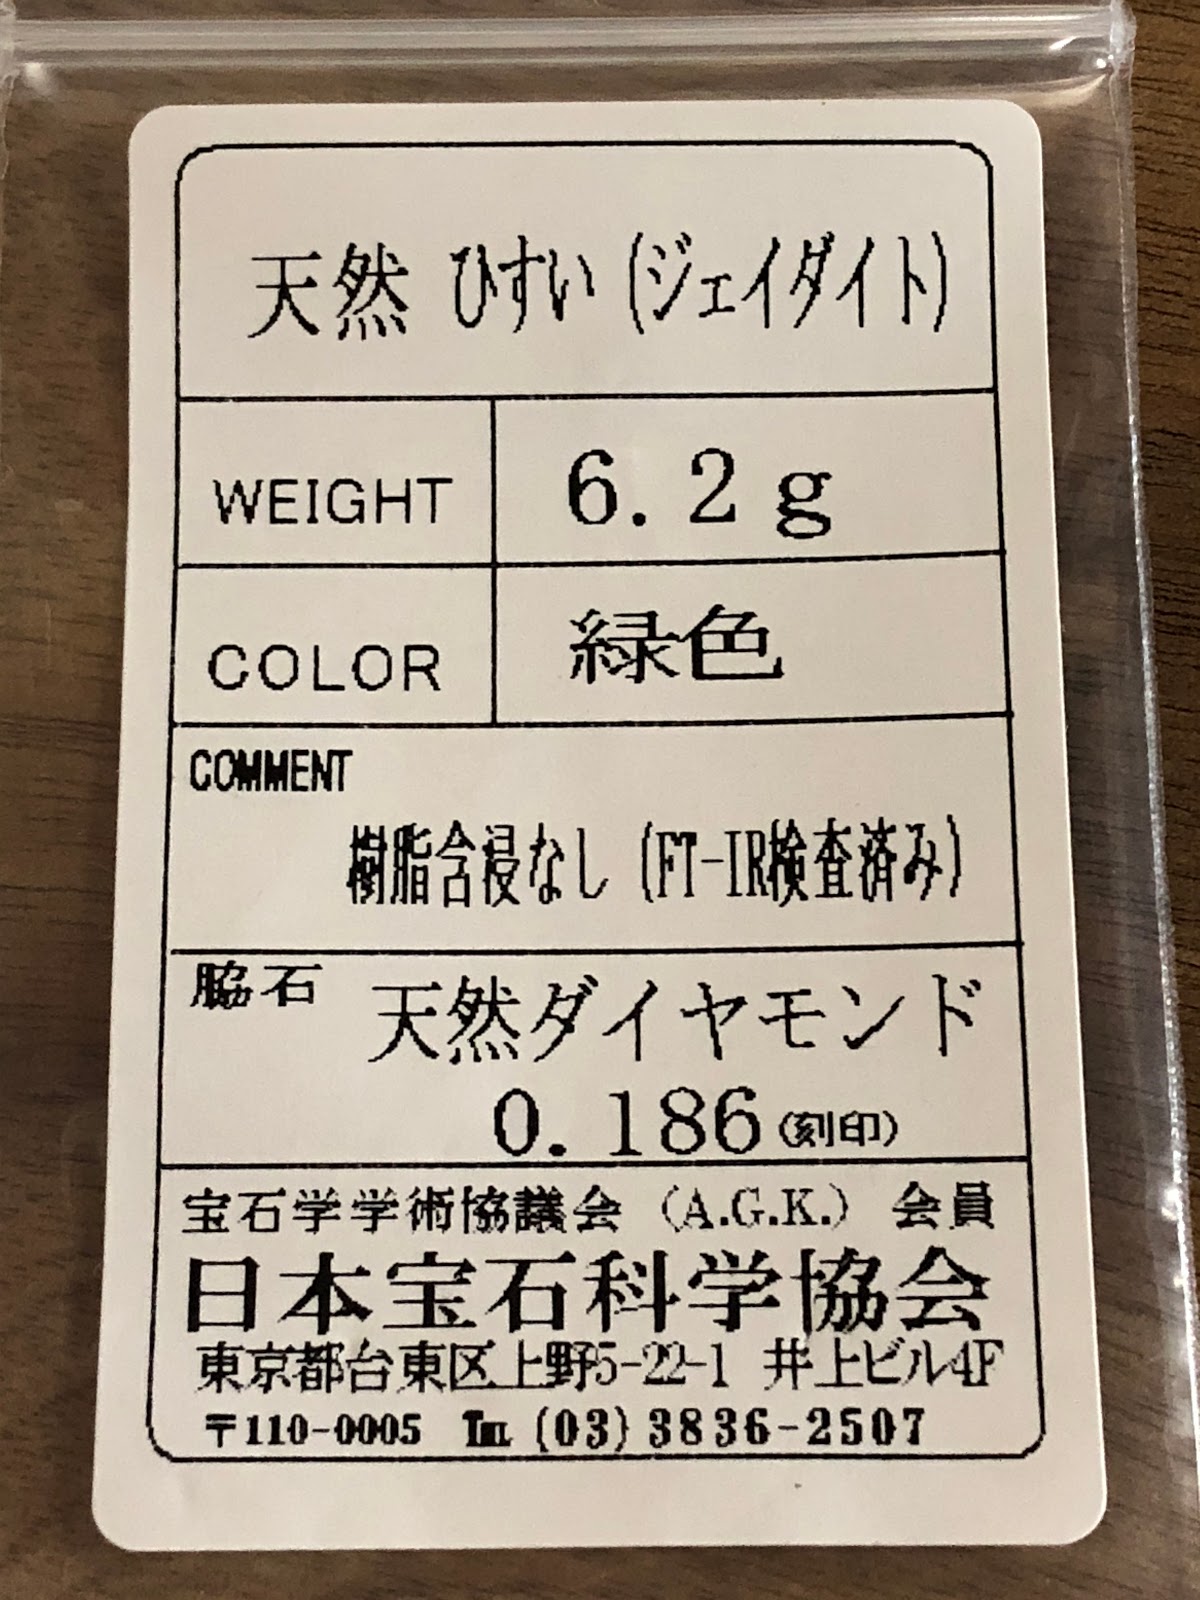 天然 ひすい (ジェイダイト)
WEIGHT 6.2g
COLOR 緑色
COMMENT
樹脂含浸なし (FT-IR検査済み)
脇石 天然ダイヤモンド
0.186(刻印)
宝石学学術協議会 (A.G.K.) 会員
日本宝石科学協会
東京都台東区上野5-22-1 井上ビル4F
〒110-0005 ℡ (03)3836-2507